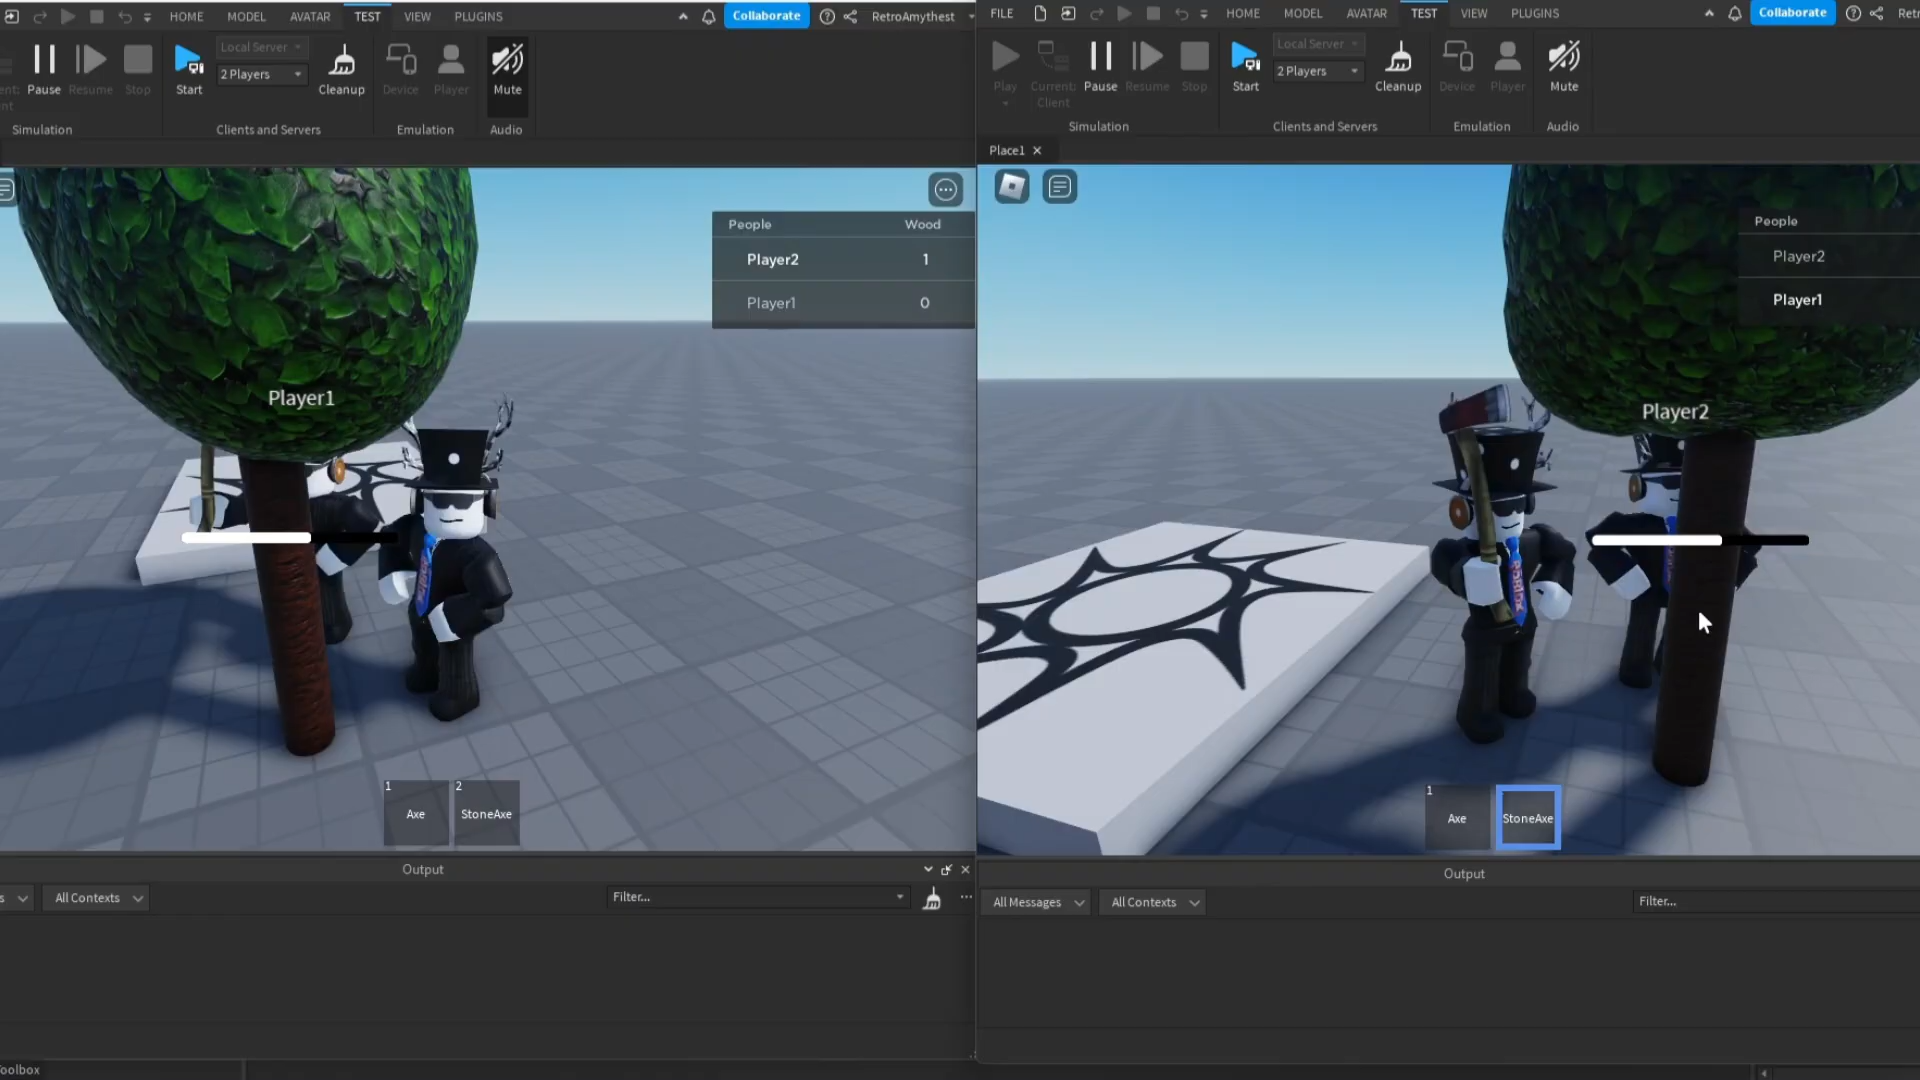 HOME MODEL AVATAR TEST VIEW PLUGINS Collaborate RetroAmythest
Pause Resume Stop Start Local Server 2 Players Cleanup Device Player Mute
Simulation Clients and Servers Emulation Audio
People Wood
Player2 1
Player1 0
Player1
1 2
Axe StoneAxe
Output
All Contexts Filter...
oolbox
FILE HOME MODEL AVATAR TEST VIEW PLUGINS Collaborate Retr
Play Current: Client Pause Resume Stop Start Local Server 2 Players Cleanup Device Player Mute
Simulation Clients and Servers Emulation Audio
Place1
People
Player2
Player1
Player2
ROBLOX
1
Axe StoneAxe
Output
All Messages All Contexts Filter...